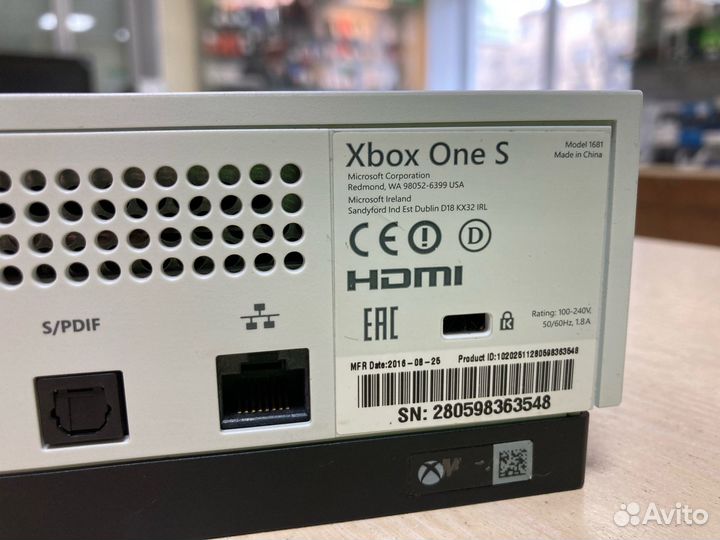 Xbox One S
Model 1681
Made in China
Microsoft Corporation
Redmond, WA 98052-6399 USA
Microsoft Ireland
Sandyford Ind Est Dublin D18 KX32 IRL
CE D
HDMI
EAC
Rating: 100-240V,
50/60Hz, 1.8A
S/PDIF
MFR Date:2016-08-25 Product ID:10202511280598363548
SN: 280598363548
Avito